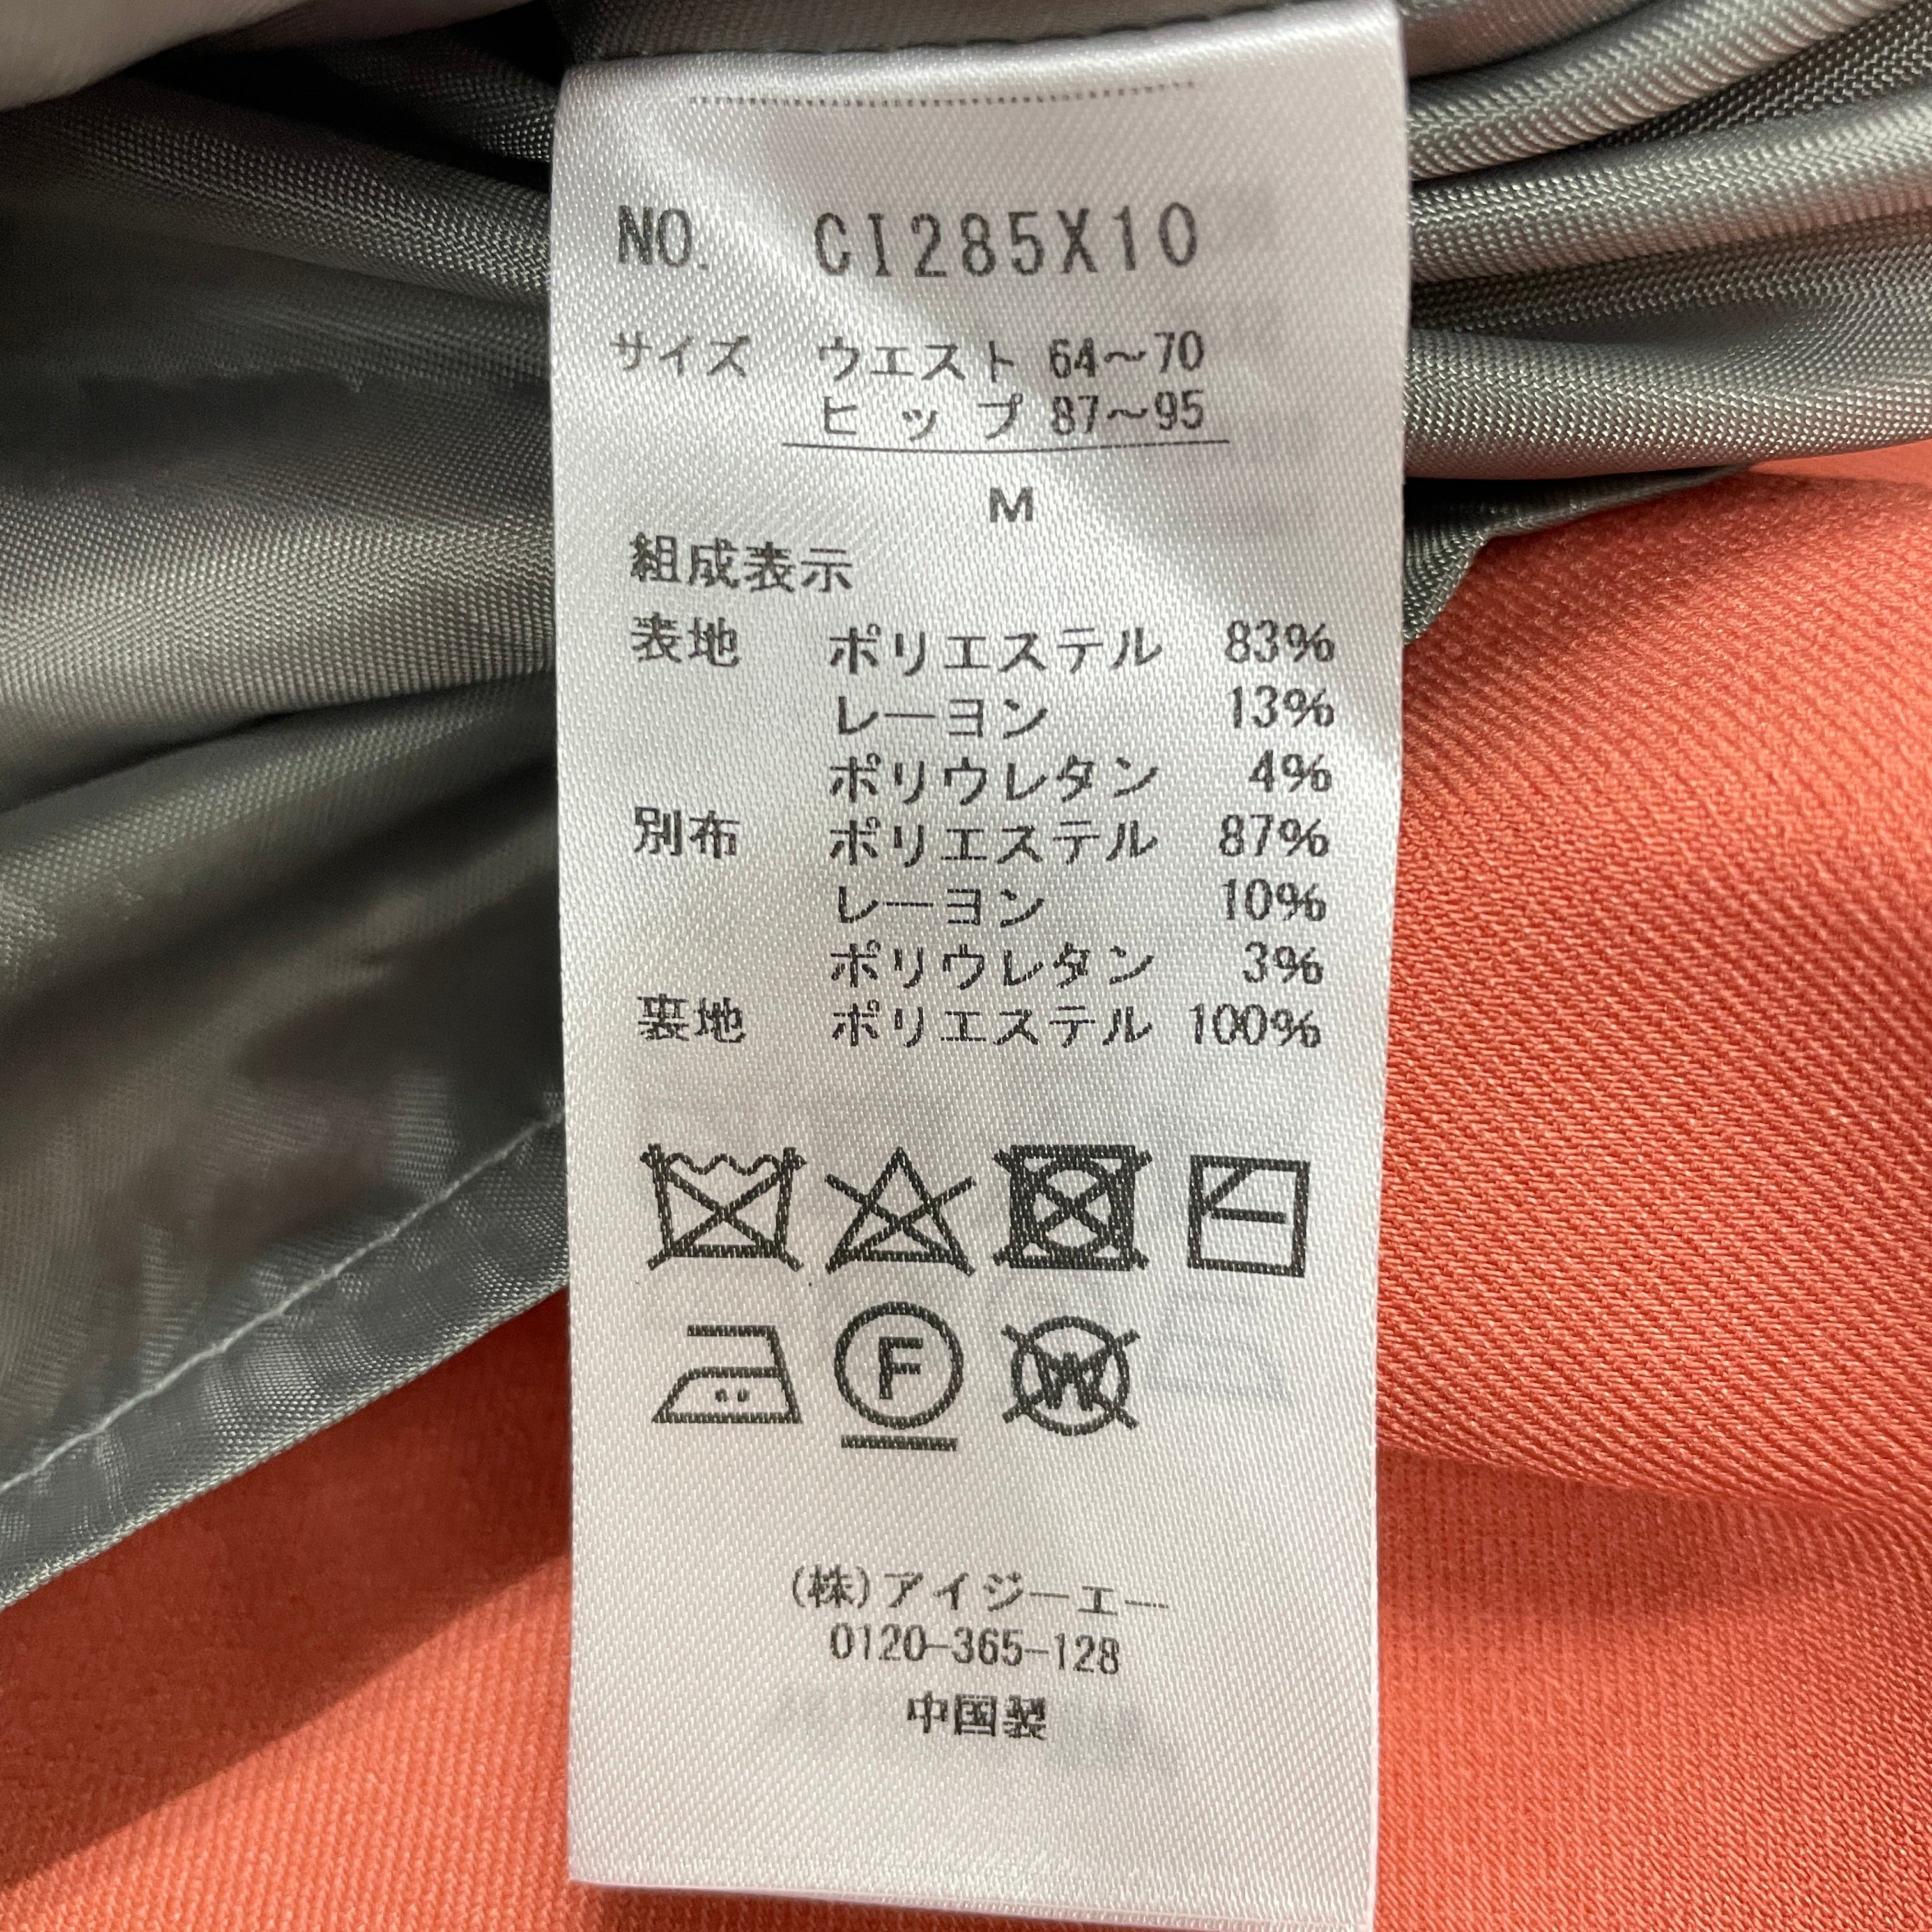 NO. CI285X10
サイズ ウエスト 64〜70
ヒップ 87〜95
M
組成表示
表地 ポリエステル 83%
レーヨン 13%
ポリウレタン 4%
別布 ポリエステル 87%
レーヨン 10%
ポリウレタン 3%
裏地 ポリエステル 100%
F W
(株)アイジーエー
0120-365-128
中国製